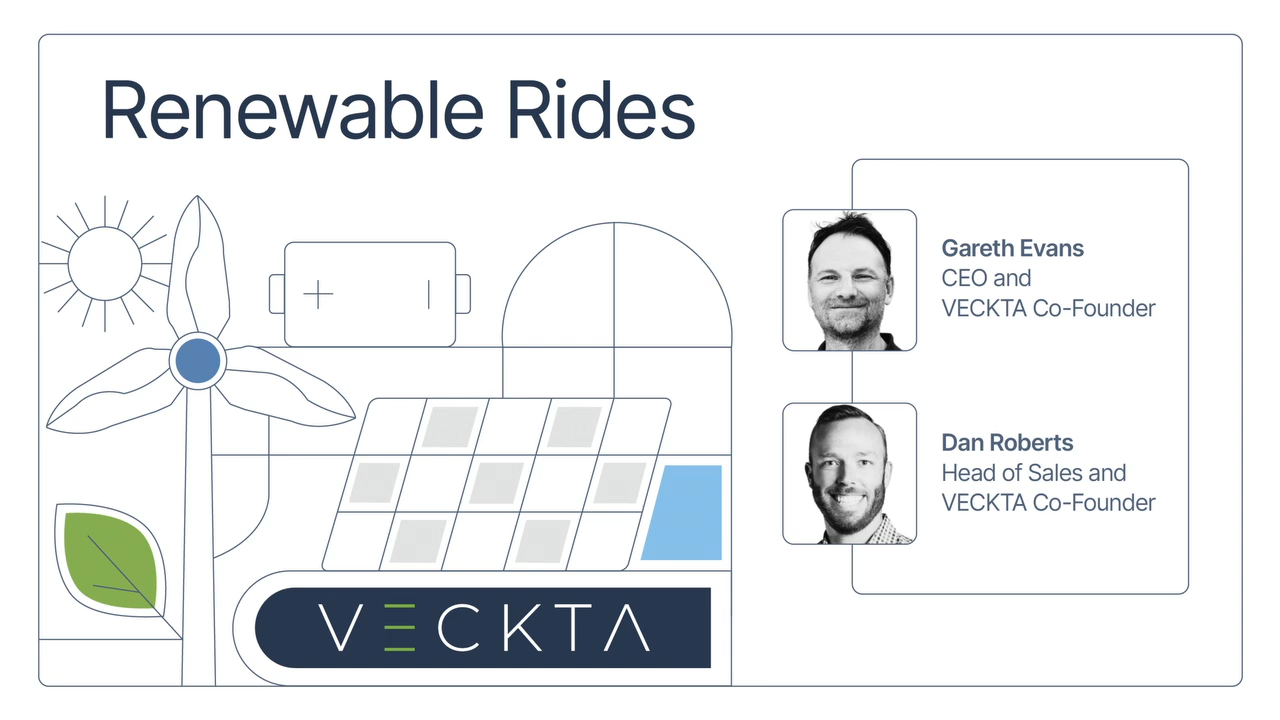 Renewable Rides
Gareth Evans
CEO and
VECKTA Co-Founder
Dan Roberts
Head of Sales and
VECKTA Co-Founder
VECKTA